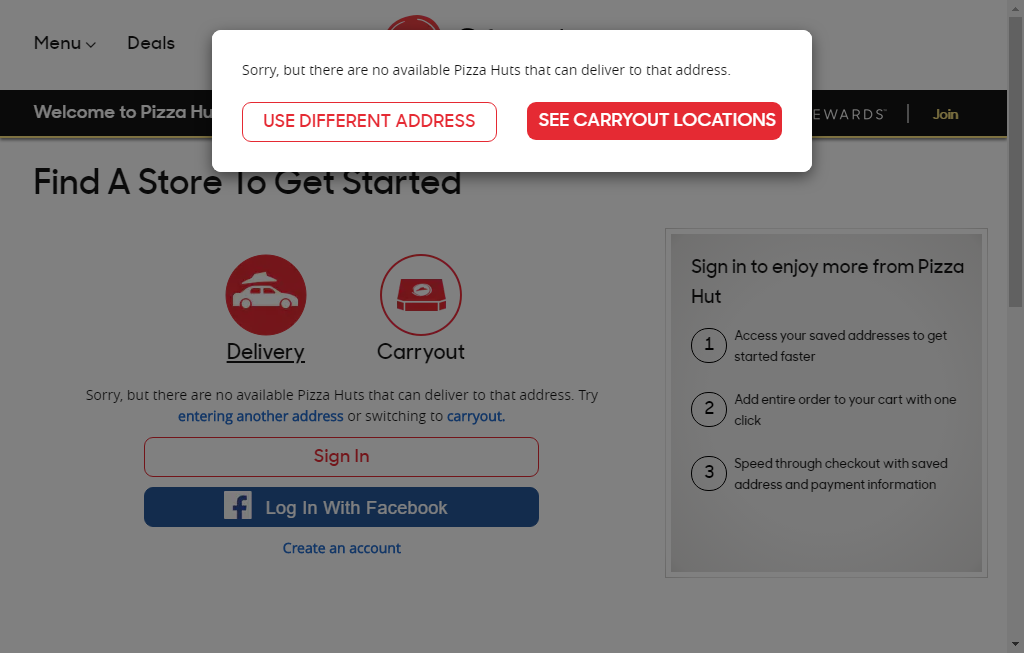 Menu
Deals
Sorry, but there are no available Pizza Huts that can deliver to that address.
USE DIFFERENT ADDRESS
SEE CARRYOUT LOCATIONS
Welcome to Pizza Hu
EWARDS™
Join
Find A Store To Get Started
Delivery
Carryout
Sorry, but there are no available Pizza Huts that can deliver to that address. Try
entering another address or switching to carryout.
Sign In
Log In With Facebook
Create an account
Sign in to enjoy more from Pizza
Hut
1
Access your saved addresses to get
started faster
2
Add entire order to your cart with one
click
3
Speed through checkout with saved
address and payment information